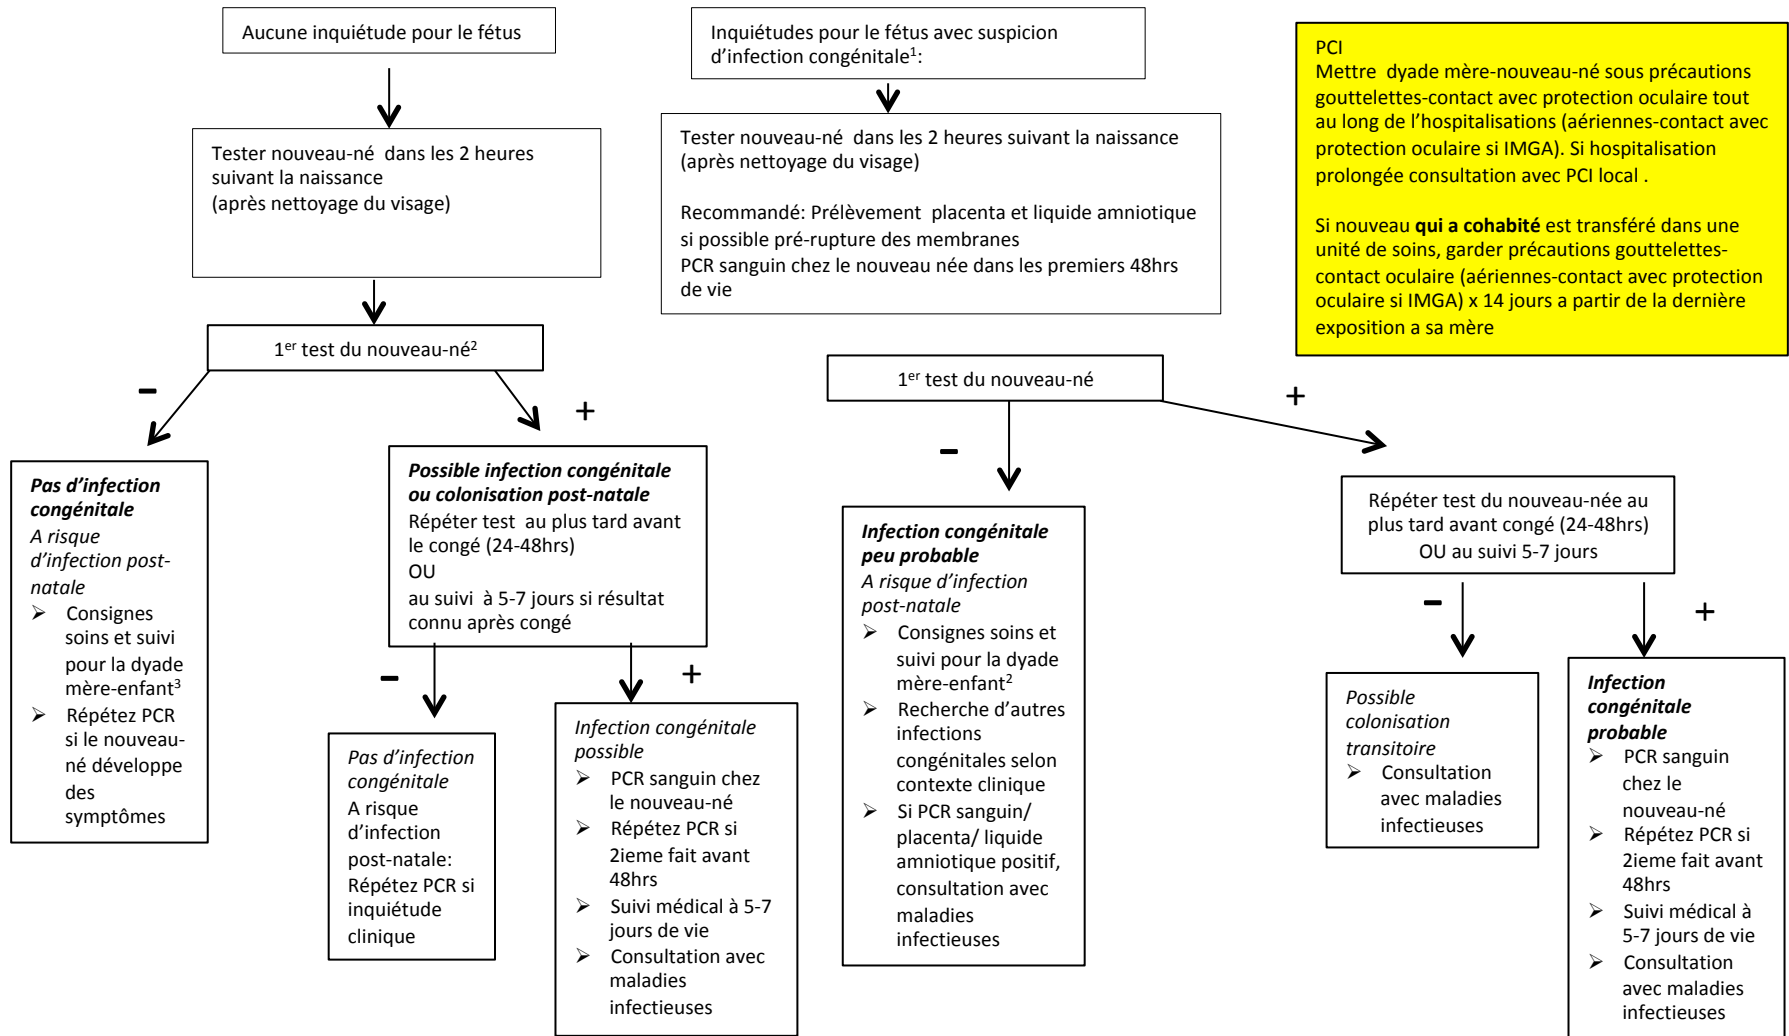 Aucune inquiétude pour le fétus
Inquiétudes pour le fétus avec suspicion
d’infection congénitale¹:
PCI
Mettre dyade mère-nouveau-né sous précautions
gouttelettes-contact avec protection oculaire tout
au long de l’hospitalisations (aériennes-contact avec
protection oculaire si IMGA). Si hospitalisation
prolongée consultation avec PCI local .
Si nouveau qui a cohabité est transféré dans une
unité de soins, garder précautions gouttelettes-
contact oculaire (aériennes-contact avec protection
oculaire si IMGA) x 14 jours a partir de la dernière
exposition a sa mère
Tester nouveau-né dans les 2 heures
suivant la naissance
(après nettoyage du visage)
Tester nouveau-né dans les 2 heures suivant la naissance
(après nettoyage du visage)
Recommandé: Prélèvement placenta et liquide amniotique
si possible pré-rupture des membranes
PCR sanguin chez le nouveau née dans les premiers 48hrs
de vie
1er test du nouveau-né²
-
+
1er test du nouveau-né
-
+
Pas d’infection
congénitale
A risque
d’infection post-
natale
➢ Consignes
soins et suivi
pour la dyade
mère-enfant³
➢ Répétez PCR
si le nouveau-
né développe
des
symptômes
Possible infection congénitale
ou colonisation post-natale
Répéter test au plus tard avant
le congé (24-48hrs)
OU
au suivi à 5-7 jours si résultat
connu après congé
-
+
Pas d’infection
congénitale
A risque
d’infection
post-natale:
Répétez PCR si
inquiétude
clinique
Infection congénitale
possible
➢ PCR sanguin chez
le nouveau-né
➢ Répétez PCR si
2ieme fait avant
48hrs
➢ Suivi médical à 5-7
jours de vie
➢ Consultation avec
maladies
infectieuses
Infection congénitale
peu probable
A risque d’infection
post-natale
➢ Consignes soins et
suivi pour la dyade
mère-enfant²
➢ Recherche d’autres
infections
congénitales selon
contexte clinique
➢ Si PCR sanguin/
placenta/ liquide
amniotique positif,
consultation avec
maladies
infectieuses
Répéter test du nouveau-née au
plus tard avant congé (24-48hrs)
OU au suivi 5-7 jours
-
+
Possible
colonisation
transitoire
➢ Consultation
avec maladies
infectieuses
Infection
congénitale
probable
➢ PCR sanguin
chez le
nouveau-né
➢ Répétez PCR si
2ieme fait avant
48hrs
➢ Suivi médical à
5-7 jours de vie
➢ Consultation
avec maladies
infectieuses